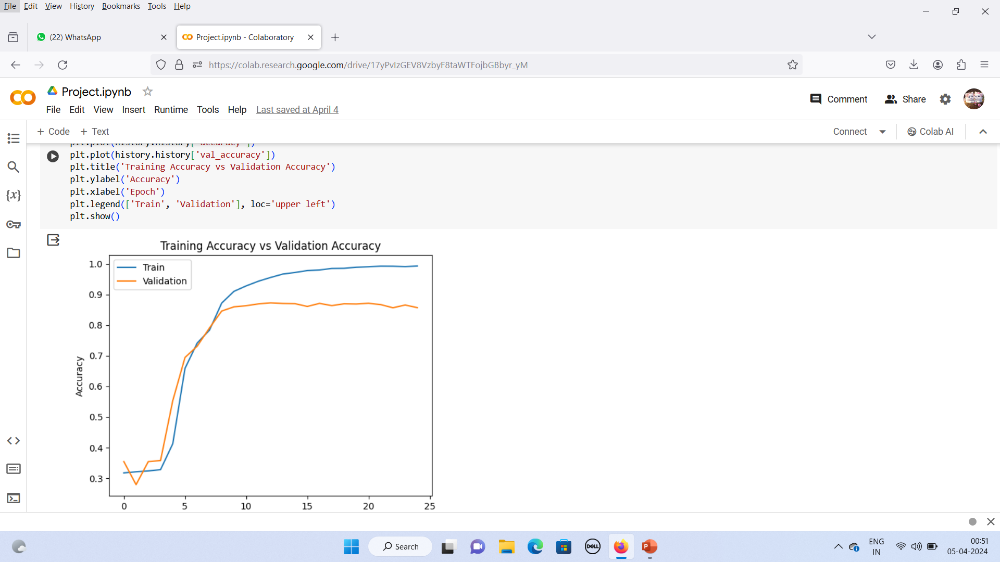 File Edit View History Bookmarks Tools Help
(22) WhatsApp
Project.ipynb - Colaboratory
https://colab.research.google.com/drive/17yPvIzGEV8VzbyF8taWTFojbGBbyr_yM
Project.ipynb
Comment Share
File Edit View Insert Runtime Tools Help Last saved at April 4
+ Code + Text Connect Colab AI
plt.plot(history.history['accuracy'])
plt.plot(history.history['val_accuracy'])
plt.title('Training Accuracy vs Validation Accuracy')
plt.ylabel('Accuracy')
plt.xlabel('Epoch')
plt.legend(['Train', 'Validation'], loc='upper left')
plt.show()
{x}
Training Accuracy vs Validation Accuracy
Train
Validation
1.0
0.9
0.8
0.7
0.6
0.5
0.4
0.3
Accuracy
0 5 10 15 20 25
Search
DELL
P
ENG
IN
00:51
05-04-2024